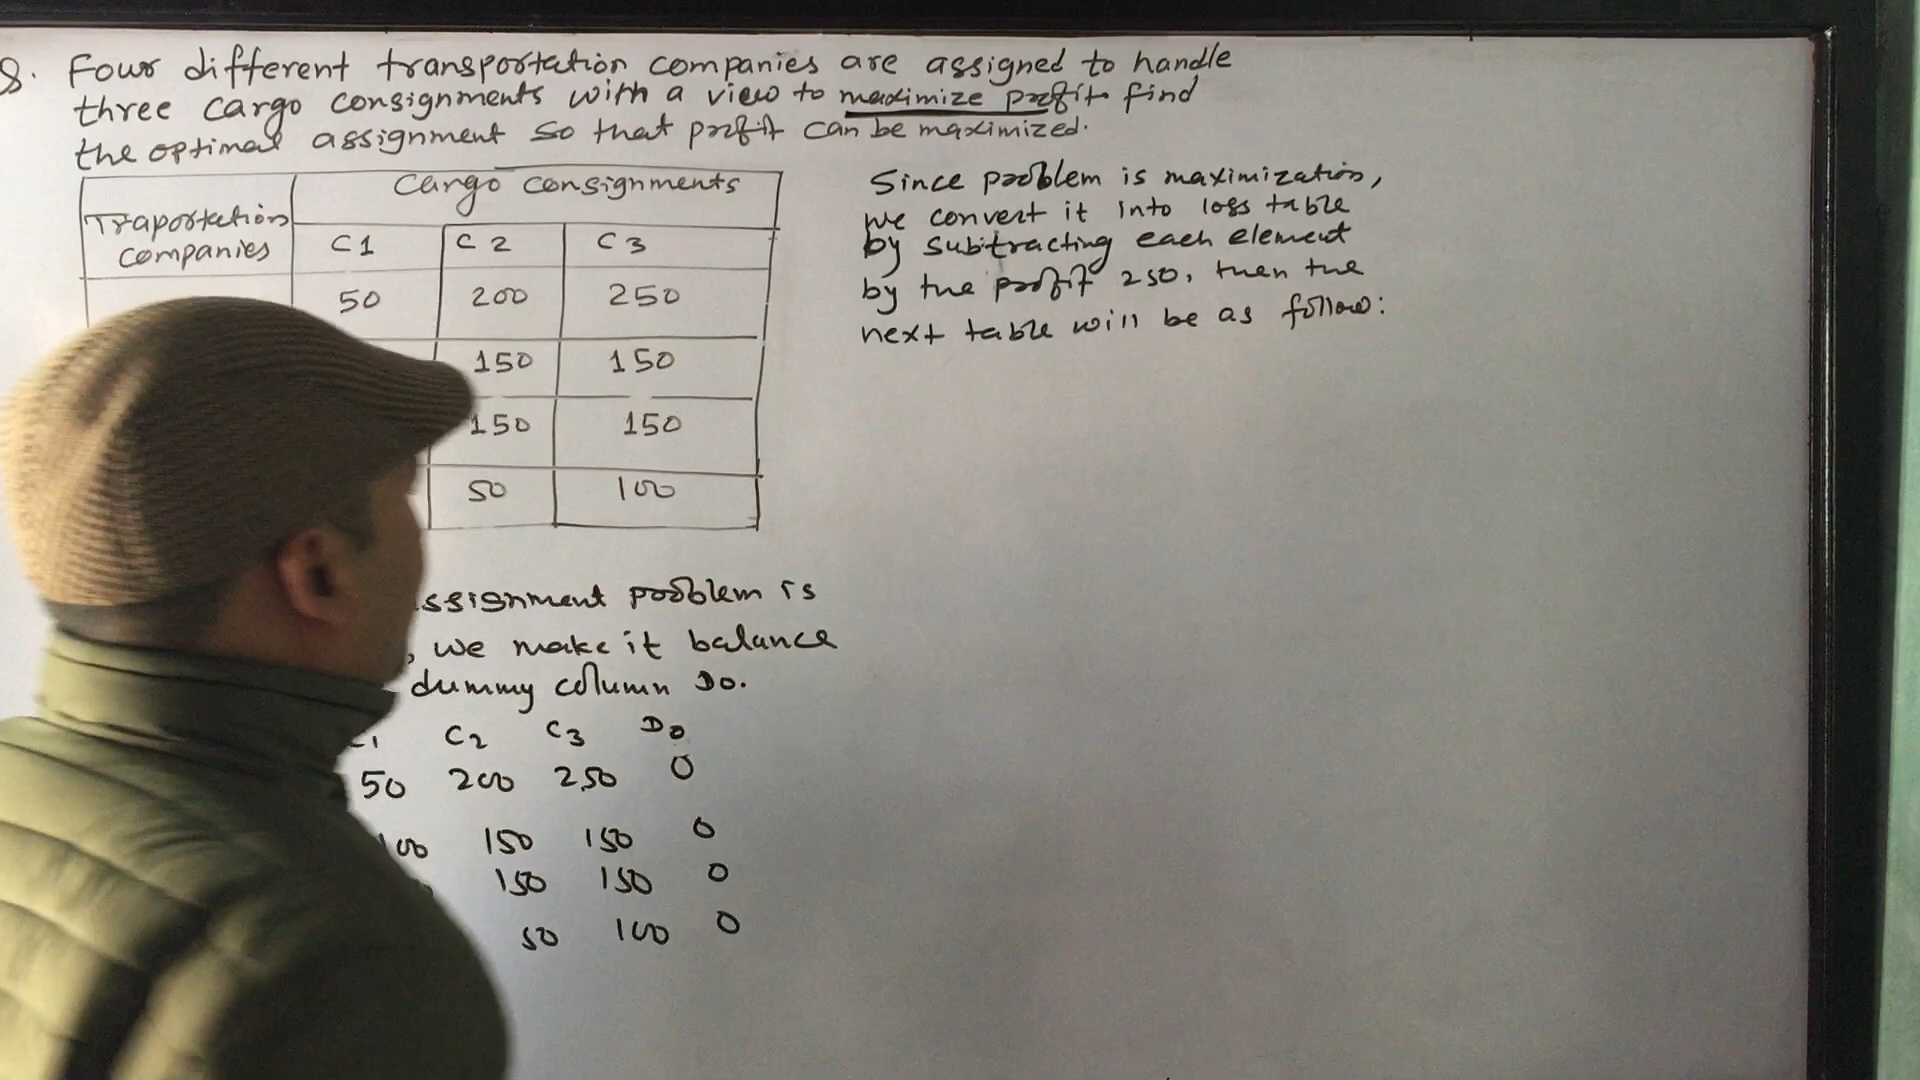 8. Four different transportation companies are assigned to handle
three cargo consignments with a view to maximize profit find
the optimal assignment so that profit can be maximized.
Cargo consignments
Traportation
companies
C1 C2 C3
50 200 250
150 150
150 150
50 100
ssignment problem is
, we make it balance
dummy column Do.
C2 C3 Do
50 200 250 0
100 150 150 0
150 150 0
50 100 0
Since problem is maximization,
we convert it into loss table
by subtracting each element
by the profit 250, then the
next table will be as follow: